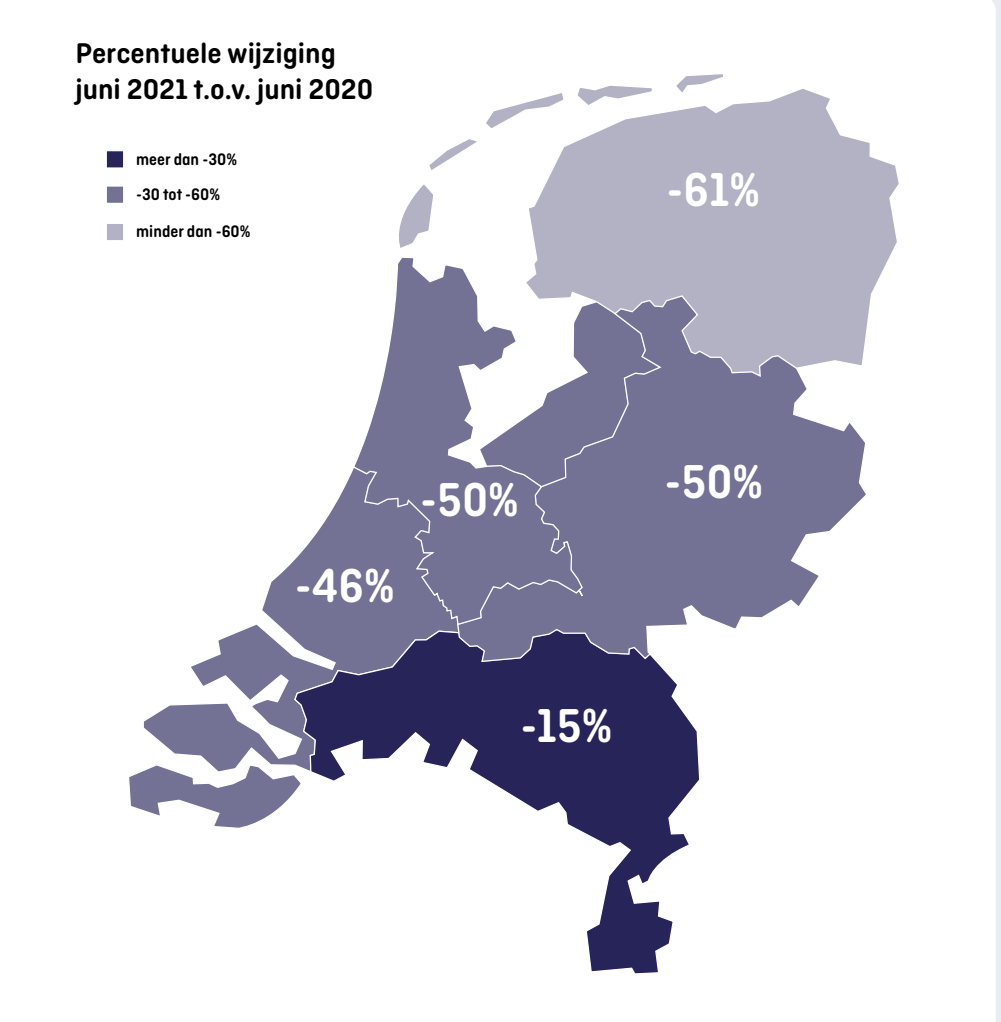 Percentuele wijziging
juni 2021 t.o.v. juni 2020
meer dan -30%
-30 tot -60%
minder dan -60%
-61%
-50%
-50%
-46%
-15%